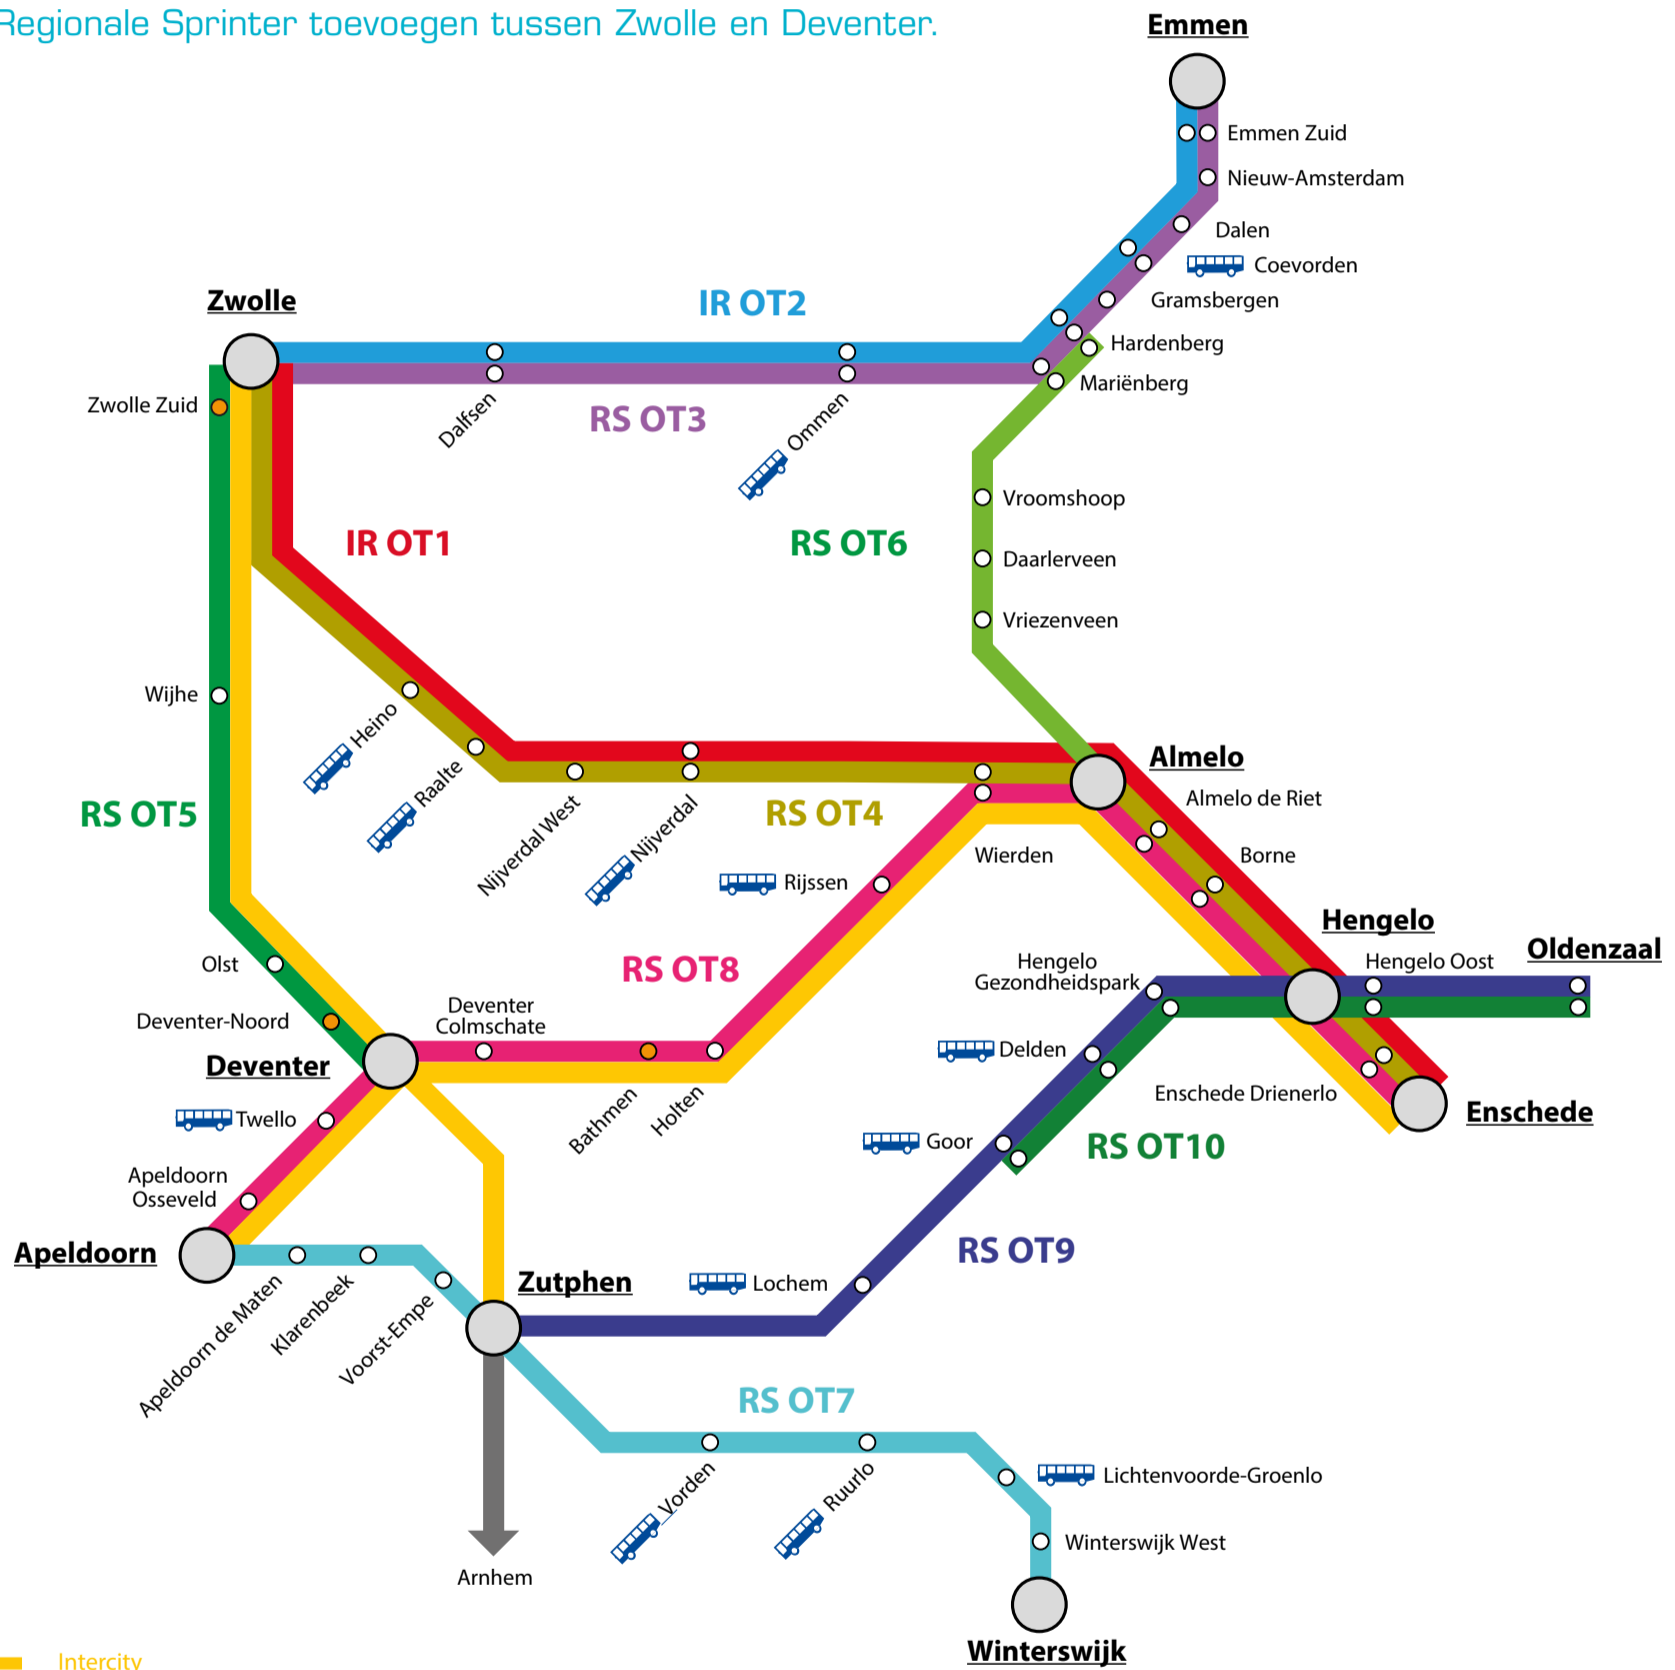 Regionale Sprinter toevoegen tussen Zwolle en Deventer.
Emmen
Emmen Zuid
Nieuw-Amsterdam
Dalen
Coevorden
Gramsbergen
Hardenberg
Mariënberg
Zwolle
IR OT2
Zwolle Zuid
Dalfsen
RS OT3
Ommen
IR OT1
RS OT6
Vroomshoop
Daarlerveen
Vriezenveen
Wijhe
Heino
Raalte
RS OT5
Nijverdal West
Nijverdal
RS OT4
Almelo
Almelo de Riet
Wierden
Borne
Rijssen
Hengelo
Oldenzaal
Hengelo Oost
Olst
RS OT8
Hengelo
Gezondheidspark
Deventer-Noord
Deventer
Colmschate
Deventer
Delden
Bathmen
Holten
Enschede Drienerlo
Enschede
Twello
Goor
RS OT10
Apeldoorn
Osseveld
Apeldoorn
RS OT9
Zutphen
Lochem
Apeldoorn de Maten
Klarenbeek
Voorst-Empe
RS OT7
Vorden
Ruurlo
Lichtenvoorde-Groenlo
Winterswijk West
Arnhem
Winterswijk
Intercity